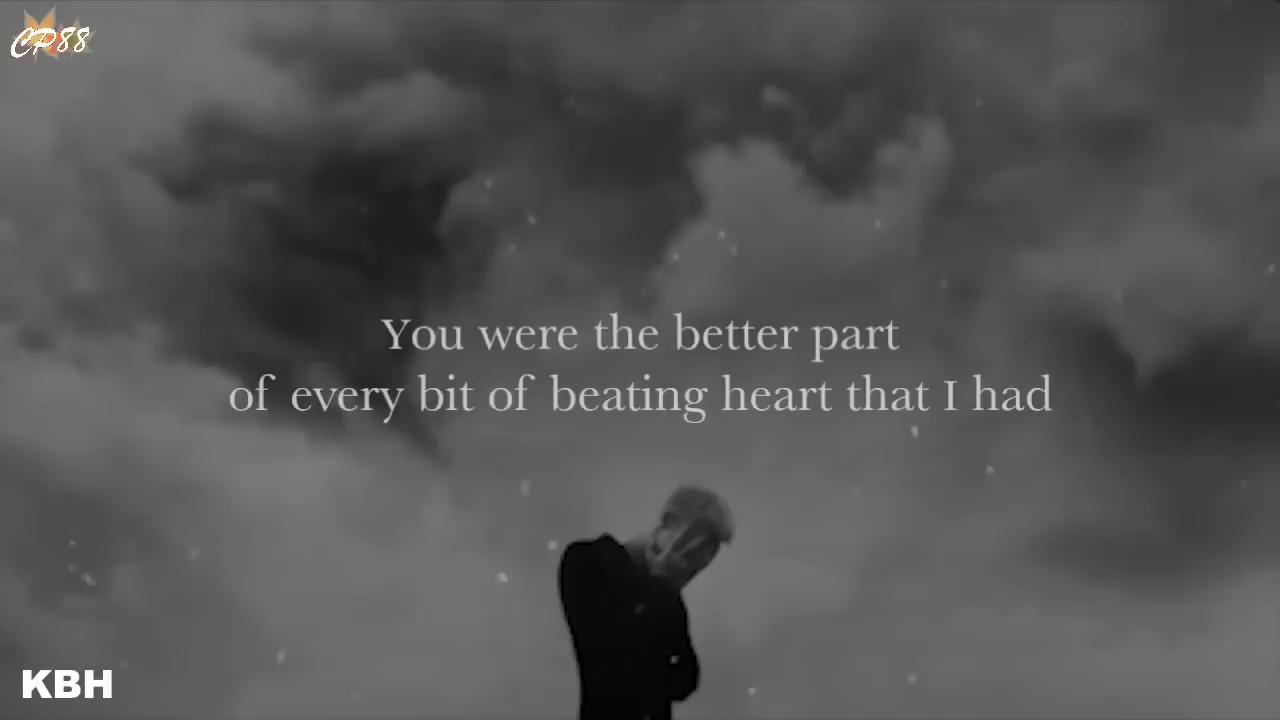 CP88
You were the better part
of every bit of beating heart that I had
KBH